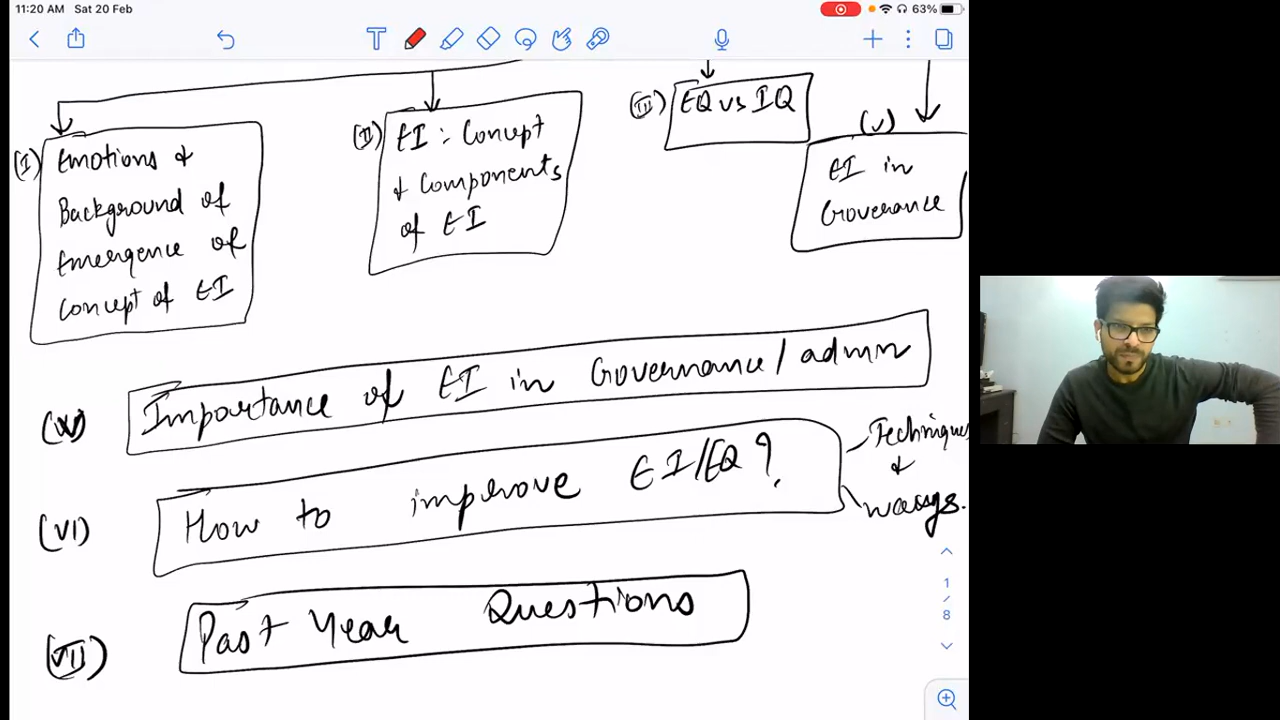 11:20 AM Sat 20 Feb
63%
(I) Emotions &
Background of
Emergence of
Concept of EI
(II) EI : Concept
& Components
of EI
(III) EQ vs IQ
(V)
EI in
Governance
Importance of EI in Governance/admn
(VI) How to improve EI/EQ?
Techniques
&
Past Year Questions
(VII)
1
/
8